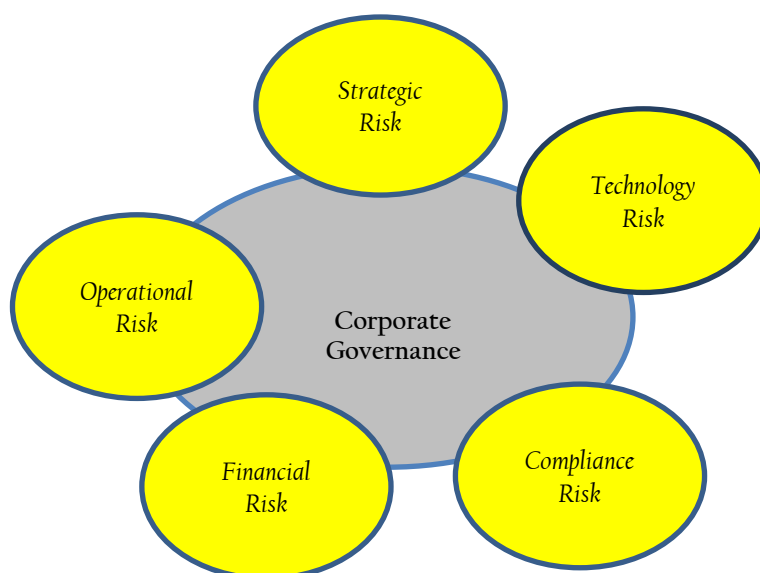 Strategic
Risk
Technology
Risk
Operational
Risk
Corporate
Governance
Financial
Risk
Compliance
Risk